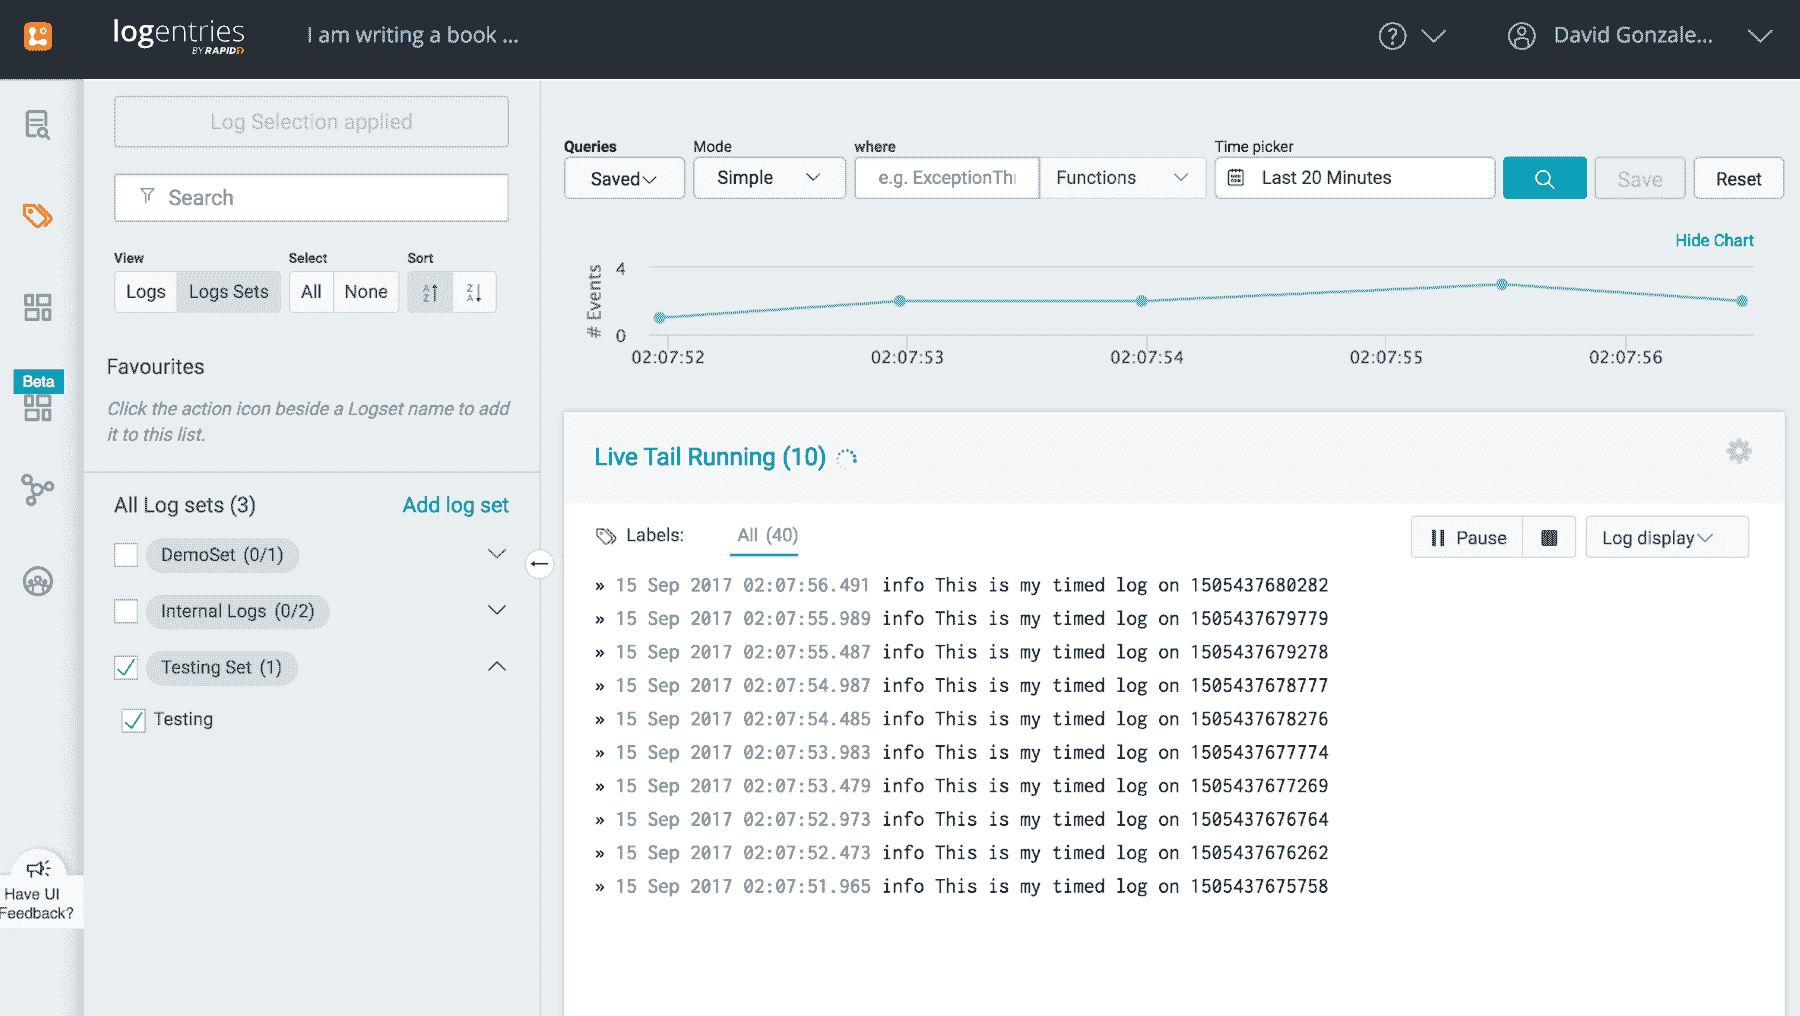 logentries
BY RAPID7
I am writing a book ...
David Gonzale...
Log Selection applied
Search
View
Select
Sort
Logs
Logs Sets
All
None
Favourites
Click the action icon beside a Logset name to add
it to this list.
Beta
All Log sets (3)
Add log set
DemoSet (0/1)
Internal Logs (0/2)
Testing Set (1)
Testing
Have UI
Feedback?
Queries
Mode
where
Time picker
Saved
Simple
e.g. ExceptionThr
Functions
Last 20 Minutes
Save
Reset
Hide Chart
# Events
4
0
02:07:52
02:07:53
02:07:54
02:07:55
02:07:56
Live Tail Running (10)
Labels:
All (40)
Pause
Log display
» 15 Sep 2017 02:07:56.491 info This is my timed log on 1505437680282
» 15 Sep 2017 02:07:55.989 info This is my timed log on 1505437679779
» 15 Sep 2017 02:07:55.487 info This is my timed log on 1505437679278
» 15 Sep 2017 02:07:54.987 info This is my timed log on 1505437678777
» 15 Sep 2017 02:07:54.485 info This is my timed log on 1505437678276
» 15 Sep 2017 02:07:53.983 info This is my timed log on 1505437677774
» 15 Sep 2017 02:07:53.479 info This is my timed log on 1505437677269
» 15 Sep 2017 02:07:52.973 info This is my timed log on 1505437676764
» 15 Sep 2017 02:07:52.473 info This is my timed log on 1505437676262
» 15 Sep 2017 02:07:51.965 info This is my timed log on 1505437675758